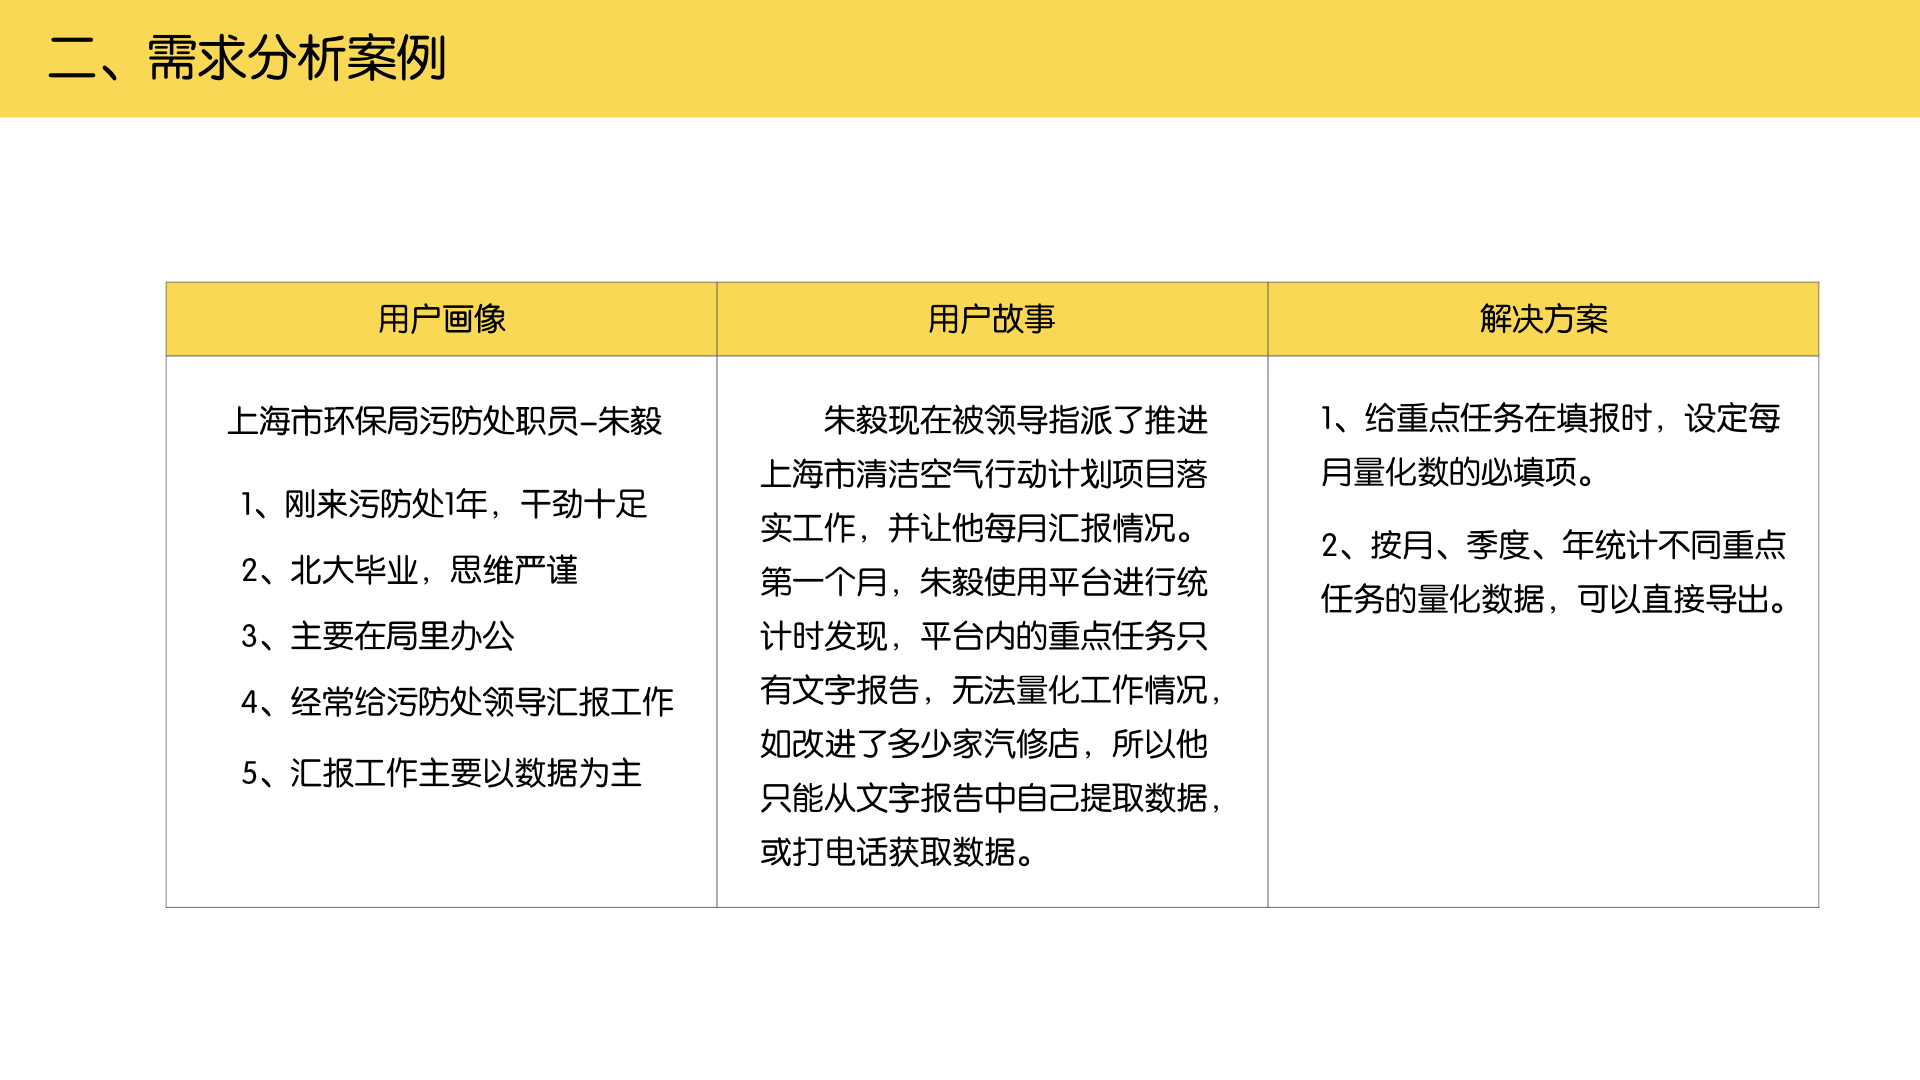 二、需求分析案例
用户画像
用户故事
解决方案
上海市环保局污防处职员-朱毅
1、刚来污防处1年，干劲十足
2、北大毕业，思维严谨
3、主要在局里办公
4、经常给污防处领导汇报工作
5、汇报工作主要以数据为主
朱毅现在被领导指派了推进
上海市清洁空气行动计划项目落
实工作，并让他每月汇报情况。
第一个月，朱毅使用平台进行统
计时发现，平台内的重点任务只
有文字报告，无法量化工作情况，
如改进了多少家汽修店，所以他
只能从文字报告中自己提取数据，
或打电话获取数据。
1、给重点任务在填报时，设定每
月量化数的必填项。
2、按月、季度、年统计不同重点
任务的量化数据，可以直接导出。